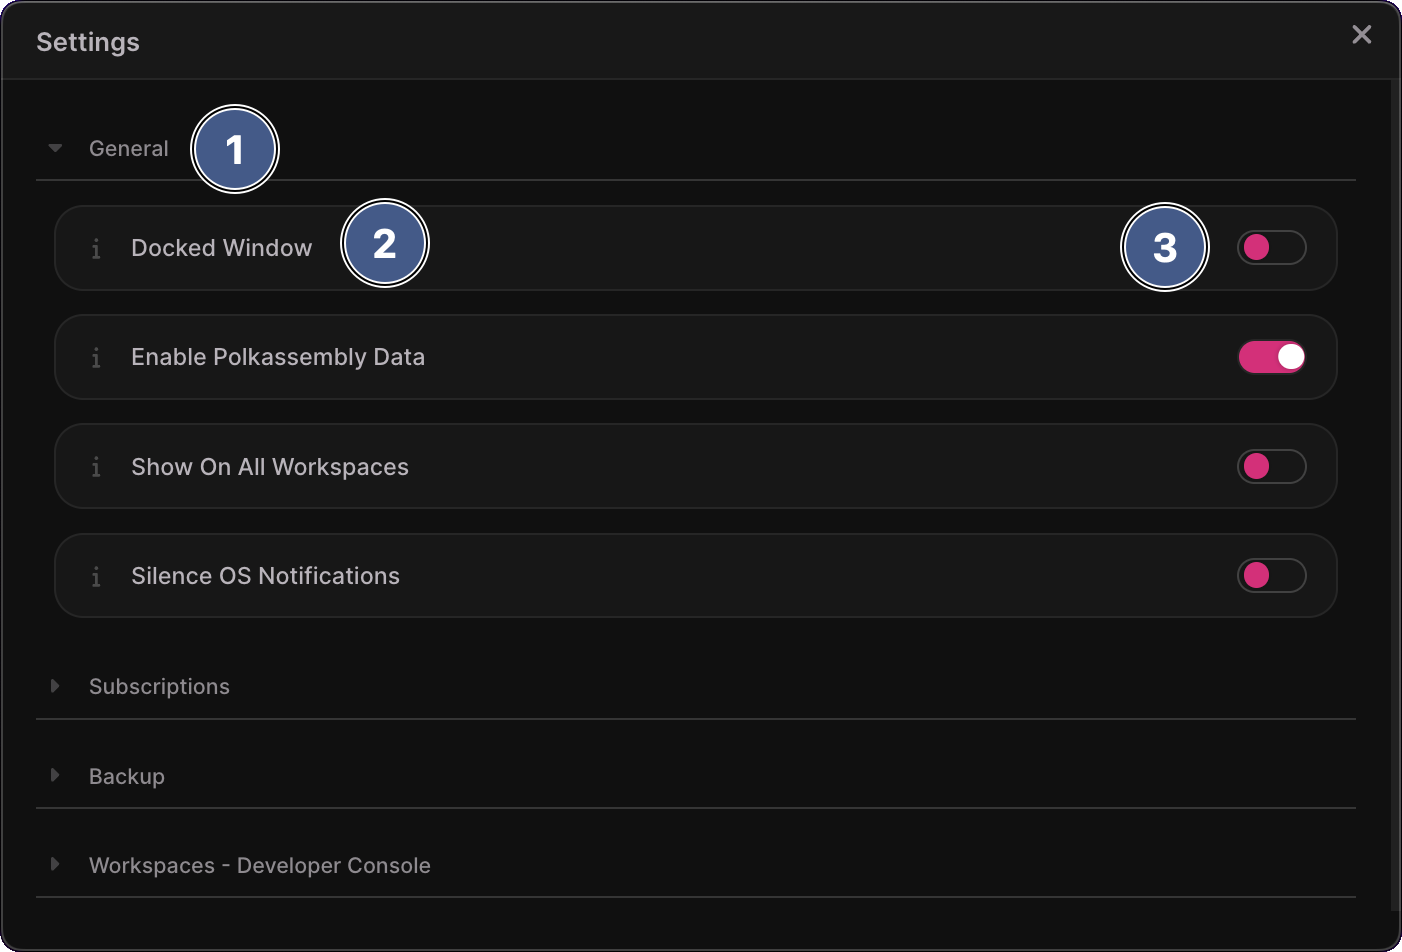 Settings
General 1
Docked Window 2 3
Enable Polkassembly Data
Show On All Workspaces
Silence OS Notifications
Subscriptions
Backup
Workspaces - Developer Console